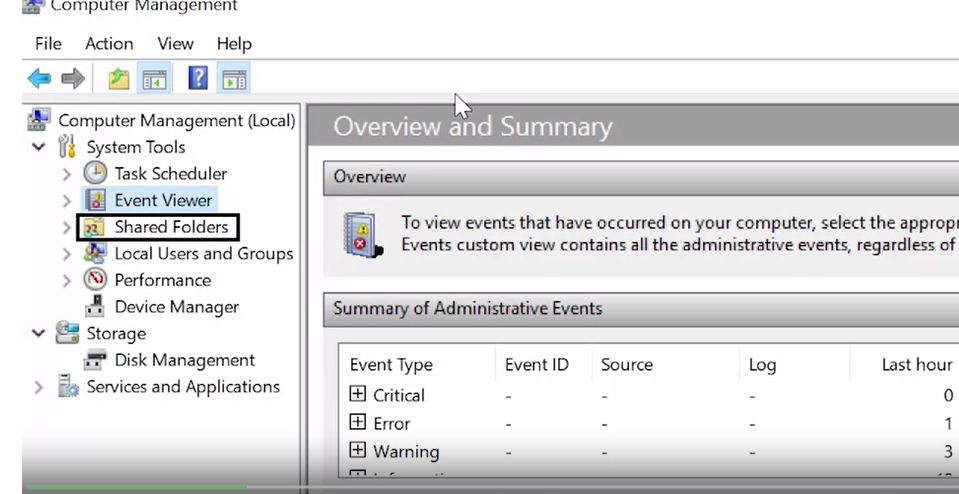 Computer Management
File Action View Help
Computer Management (Local)
System Tools
Task Scheduler
Event Viewer
Shared Folders
Local Users and Groups
Performance
Device Manager
Storage
Disk Management
Services and Applications
Overview and Summary
Overview
To view events that have occurred on your computer, select the appropri
Events custom view contains all the administrative events, regardless of
Summary of Administrative Events
Event Type Event ID Source Log Last hour
Critical - - - 0
Error - - - 1
Warning - - - 3